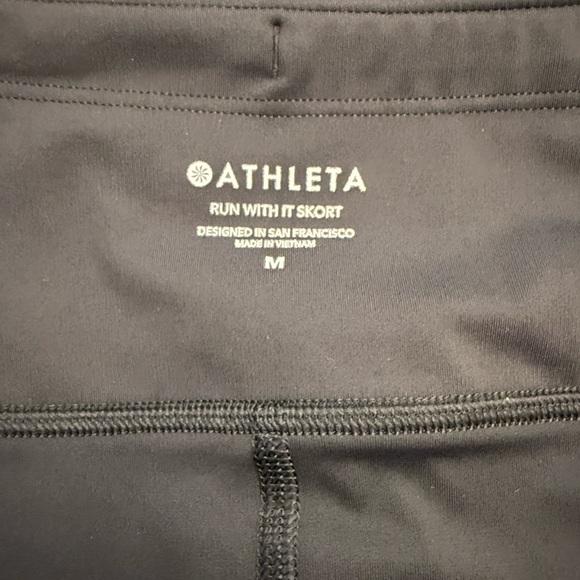 ATHLETA
RUN WITH IT SKORT
DESIGNED IN SAN FRANCISCO
MADE IN VIETNAM
M